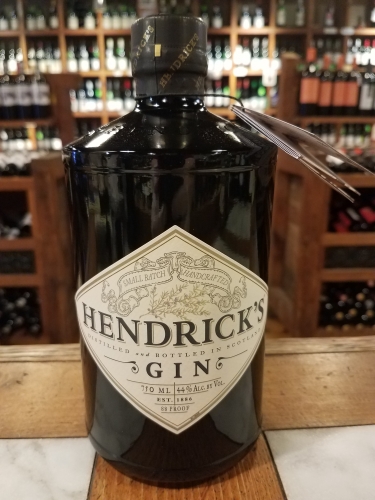 HENDRICK'S
SMALL BATCH HANDCRAFTED
HENDRICK'S
DISTILLED and BOTTLED IN SCOTLAND
GIN
750 ML 44% ALC. BY VOL.
EST. 1886
88 PROOF